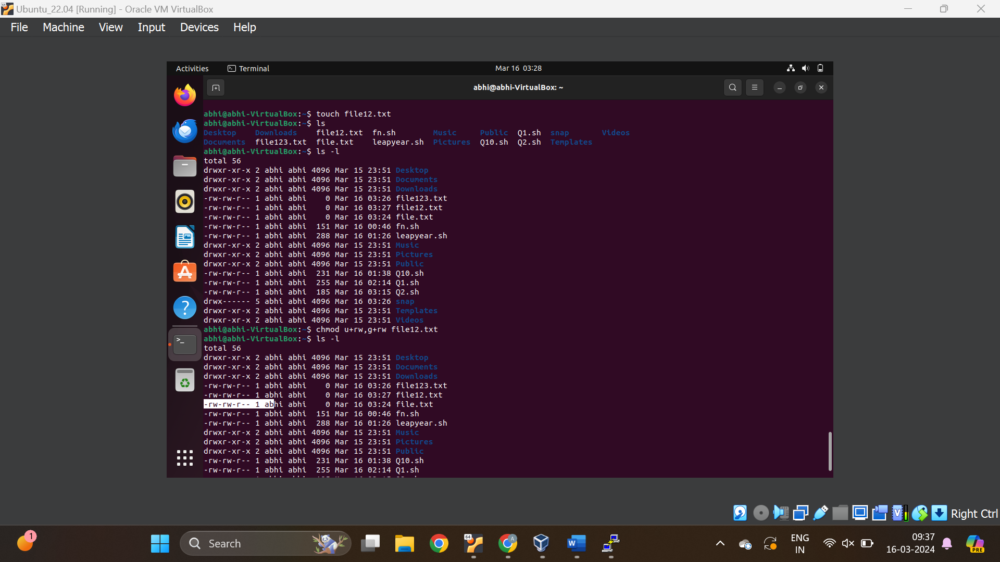 Ubuntu_22.04 [Running] - Oracle VM VirtualBox
File Machine View Input Devices Help
Activities Terminal Mar 16 03:28
abhi@abhi-VirtualBox: ~
abhi@abhi-VirtualBox:~$ touch file12.txt
abhi@abhi-VirtualBox:~$ ls
Desktop Downloads file12.txt fn.sh Music Public Q1.sh snap Videos
Documents file123.txt file.txt leapyear.sh Pictures Q10.sh Q2.sh Templates
abhi@abhi-VirtualBox:~$ ls -l
total 56
drwxr-xr-x 2 abhi abhi 4096 Mar 15 23:51 Desktop
drwxr-xr-x 2 abhi abhi 4096 Mar 15 23:51 Documents
drwxr-xr-x 2 abhi abhi 4096 Mar 15 23:51 Downloads
-rw-rw-r-- 1 abhi abhi 0 Mar 16 03:26 file123.txt
-rw-rw-r-- 1 abhi abhi 0 Mar 16 03:27 file12.txt
-rw-rw-r-- 1 abhi abhi 0 Mar 16 03:24 file.txt
-rw-rw-r-- 1 abhi abhi 151 Mar 16 00:46 fn.sh
-rw-rw-r-- 1 abhi abhi 288 Mar 16 01:26 leapyear.sh
drwxr-xr-x 2 abhi abhi 4096 Mar 15 23:51 Music
drwxr-xr-x 2 abhi abhi 4096 Mar 15 23:51 Pictures
drwxr-xr-x 2 abhi abhi 4096 Mar 15 23:51 Public
-rw-rw-r-- 1 abhi abhi 231 Mar 16 01:38 Q10.sh
-rw-rw-r-- 1 abhi abhi 255 Mar 16 02:14 Q1.sh
-rw-rw-r-- 1 abhi abhi 185 Mar 16 03:15 Q2.sh
drwx------ 5 abhi abhi 4096 Mar 16 03:26 snap
drwxr-xr-x 2 abhi abhi 4096 Mar 15 23:51 Templates
drwxr-xr-x 2 abhi abhi 4096 Mar 15 23:51 Videos
abhi@abhi-VirtualBox:~$ chmod u+rw,g+rw file12.txt
abhi@abhi-VirtualBox:~$ ls -l
total 56
drwxr-xr-x 2 abhi abhi 4096 Mar 15 23:51 Desktop
drwxr-xr-x 2 abhi abhi 4096 Mar 15 23:51 Documents
drwxr-xr-x 2 abhi abhi 4096 Mar 15 23:51 Downloads
-rw-rw-r-- 1 abhi abhi 0 Mar 16 03:26 file123.txt
-rw-rw-r-- 1 abhi abhi 0 Mar 16 03:27 file12.txt
-rw-rw-r-- 1 abhi abhi 0 Mar 16 03:24 file.txt
-rw-rw-r-- 1 abhi abhi 151 Mar 16 00:46 fn.sh
-rw-rw-r-- 1 abhi abhi 288 Mar 16 01:26 leapyear.sh
drwxr-xr-x 2 abhi abhi 4096 Mar 15 23:51 Music
drwxr-xr-x 2 abhi abhi 4096 Mar 15 23:51 Pictures
drwxr-xr-x 2 abhi abhi 4096 Mar 15 23:51 Public
-rw-rw-r-- 1 abhi abhi 231 Mar 16 01:38 Q10.sh
-rw-rw-r-- 1 abhi abhi 255 Mar 16 02:14 Q1.sh
Right Ctrl
1 Search ENG 09:37
IN 16-03-2024
64
A
W
PRE